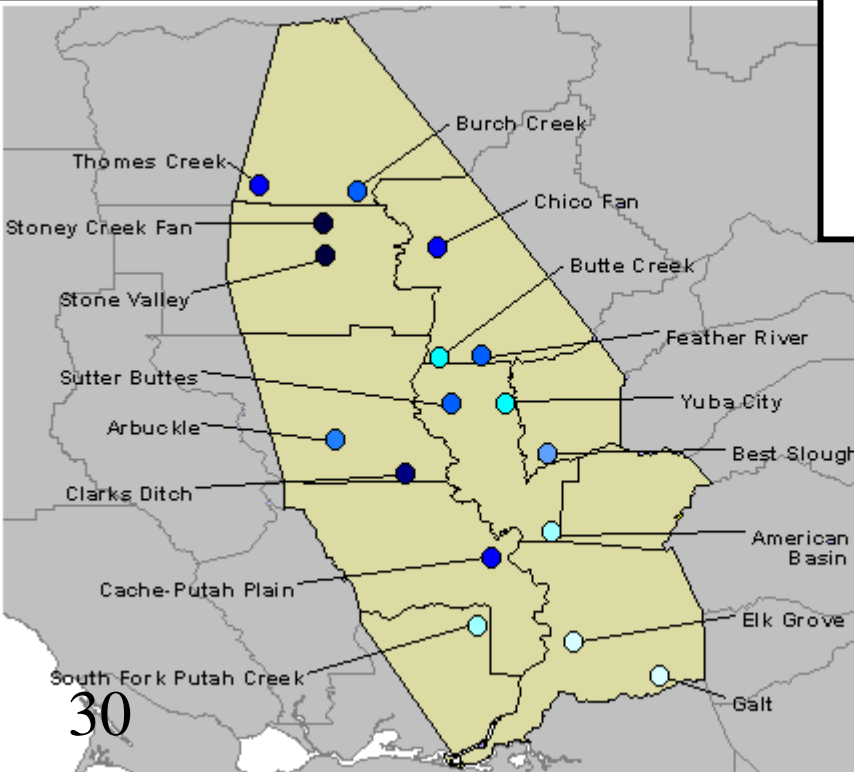 Burch Creek
Thomes Creek
Chico Fan
Stoney Creek Fan
Butte Creek
Stone Valley
Feather River
Sutter Buttes
Yuba City
Arbuckle
Best Slough
Clarks Ditch
American
Basin
Cache-Putah Plain
Elk Grove
South Fork Putah Creek
Galt
30